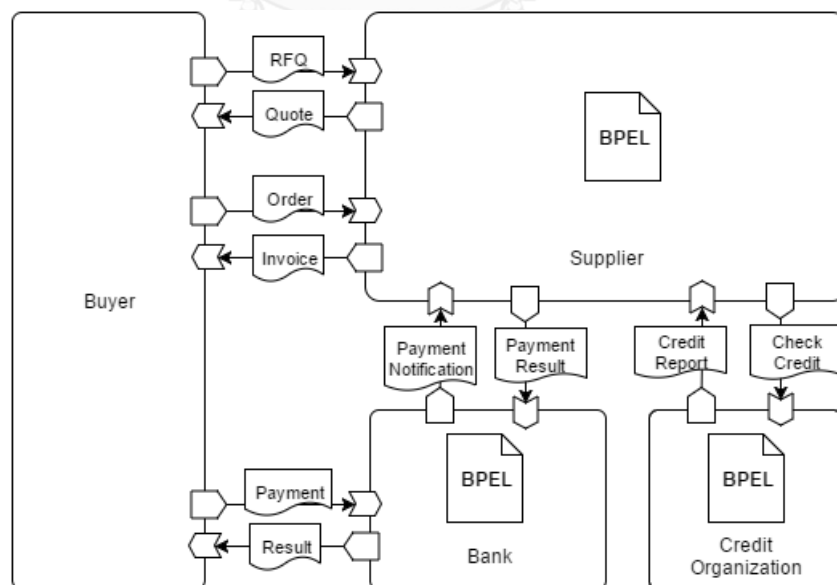 RFQ
Quote
BPEL
Order
Invoice
Supplier
Buyer
Payment
Notification
Payment
Result
Credit
Report
Check
Credit
BPEL
BPEL
Payment
Result
Bank
Credit
Organization